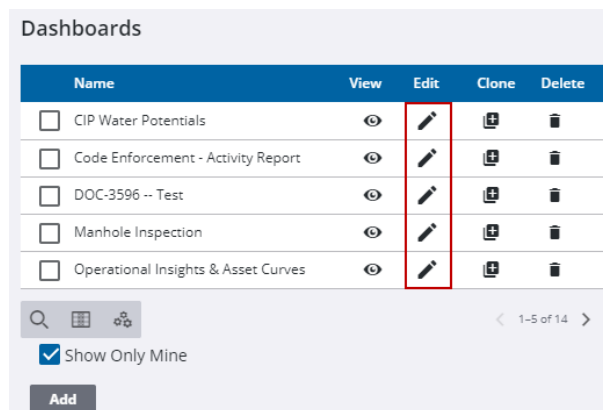 Dashboards
Name View Edit Clone Delete
CIP Water Potentials
Code Enforcement - Activity Report
DOC-3596 -- Test
Manhole Inspection
Operational Insights & Asset Curves
1–5 of 14
Show Only Mine
Add